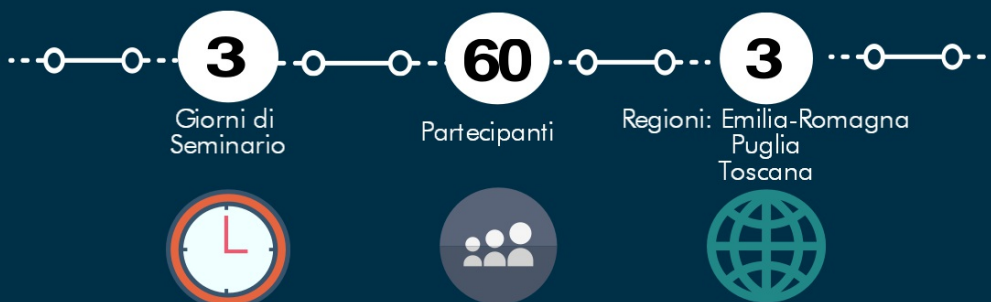 3
Giorni di
Seminario
60
Partecipanti
3
Regioni: Emilia-Romagna
Puglia
Toscana